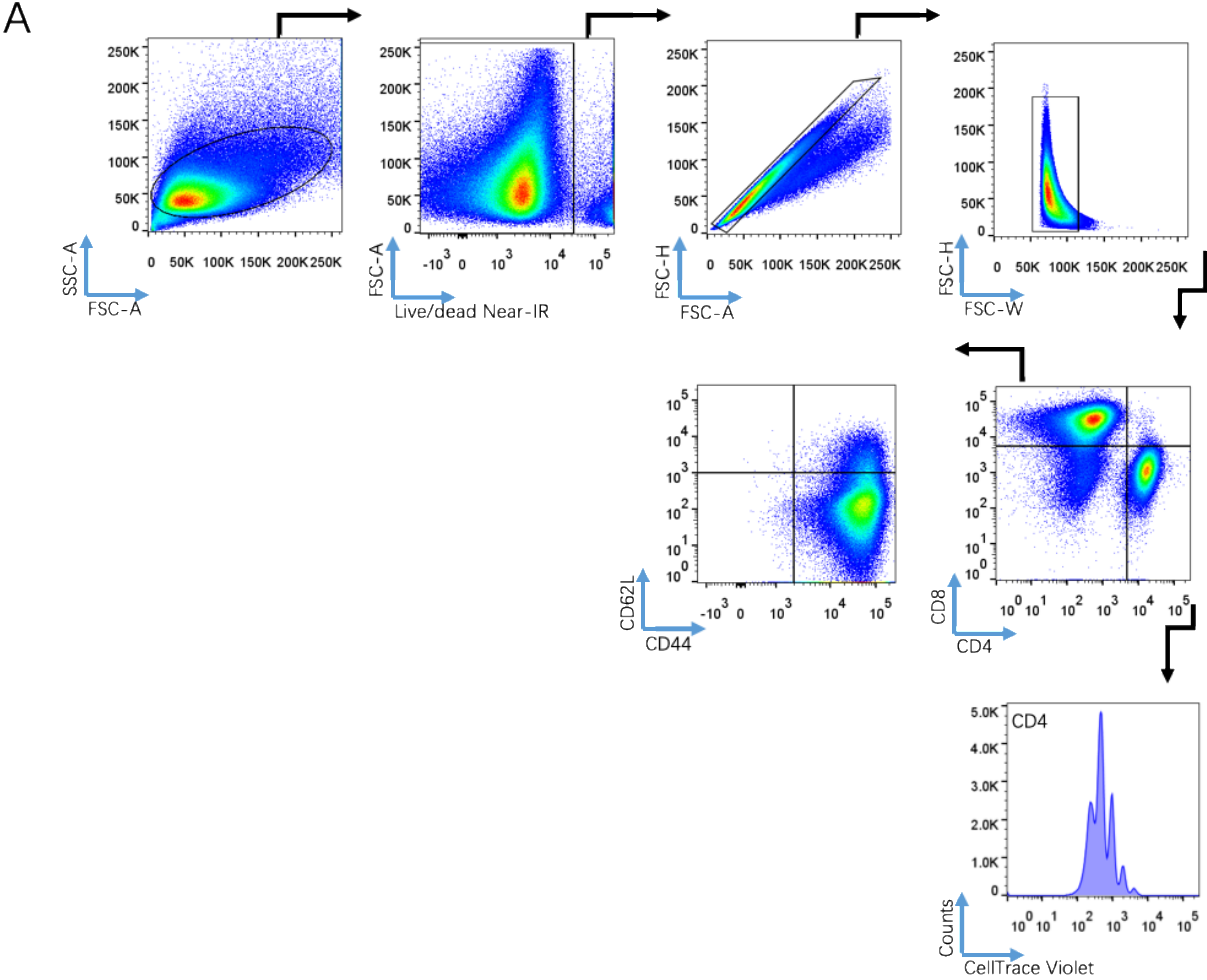 A
250K
200K
150K
100K
50K
0
0 50K 100K 150K 200K 250K
SSC-A
FSC-A
250K
200K
150K
100K
50K
0
-10³ 0 10³ 10⁴ 10⁵
FSC-A
Live/dead Near-IR
200K
150K
100K
50K
0
0 50K 100K 150K 200K 250K
FSC-H
FSC-A
250K
200K
150K
100K
50K
0
0 50K 100K 150K 200K 250K
FSC-H
FSC-W
10⁵
10⁴
10³
10²
10¹
10⁰
-10³ 0 10³ 10⁴ 10⁵
CD62L
CD44
10⁵
10⁴
10³
10²
10¹
10⁰
10⁰ 10¹ 10² 10³ 10⁴ 10⁵
CD8
CD4
5.0K
4.0K
3.0K
2.0K
1.0K
0
CD4
10⁰ 10¹ 10² 10³ 10⁴ 10⁵
Counts
CellTrace Violet